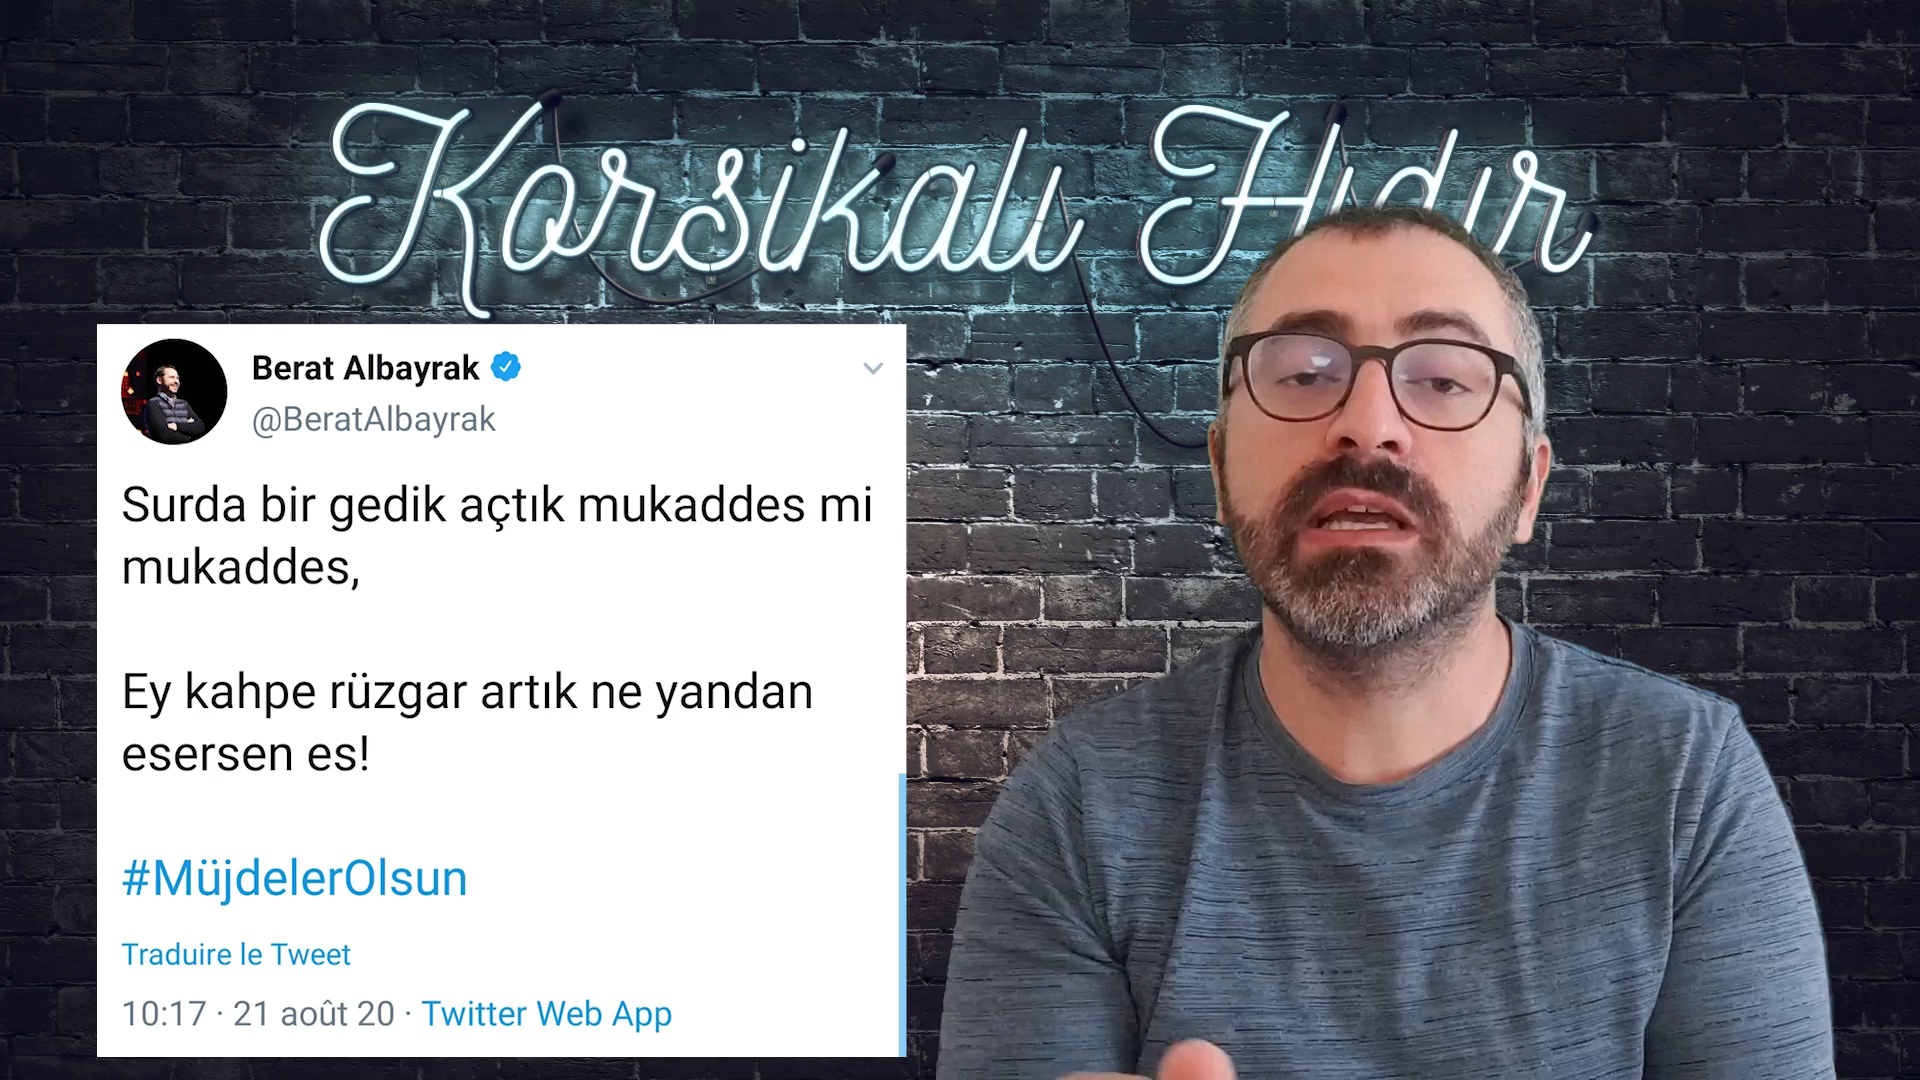 Korsikalı Hıdır
Berat Albayrak
@BeratAlbayrak
Surda bir gedik açtık mukaddes mi
mukaddes,
Ey kahpe rüzgar artık ne yandan
esersen es!
#MüjdelerOlsun
Traduire le Tweet
10:17 · 21 août 20 · Twitter Web App